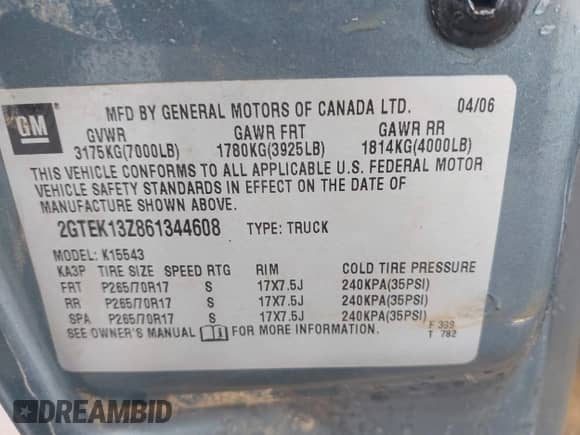 GM
MFD BY GENERAL MOTORS OF CANADA LTD. 04/06
GVWR GAWR FRT GAWR RR
3175KG(7000LB) 1780KG(3925LB) 1814KG(4000LB)
THIS VEHICLE CONFORMS TO ALL APPLICABLE U.S. FEDERAL MOTOR
VEHICLE SAFETY STANDARDS IN EFFECT ON THE DATE OF
MANUFACTURE SHOWN ABOVE.
2GTEK13Z861344608 TYPE: TRUCK
MODEL: K15543
KA3P TIRE SIZE SPEED RTG RIM COLD TIRE PRESSURE
FRT P265/70R17 S 17X7.5J 240KPA(35PSI)
RR P265/70R17 S 17X7.5J 240KPA(35PSI)
SPA P265/70R17 S 17X7.5J 240KPA(35PSI)
SEE OWNER'S MANUAL FOR MORE INFORMATION.
F 399
T 782
DREAMBID